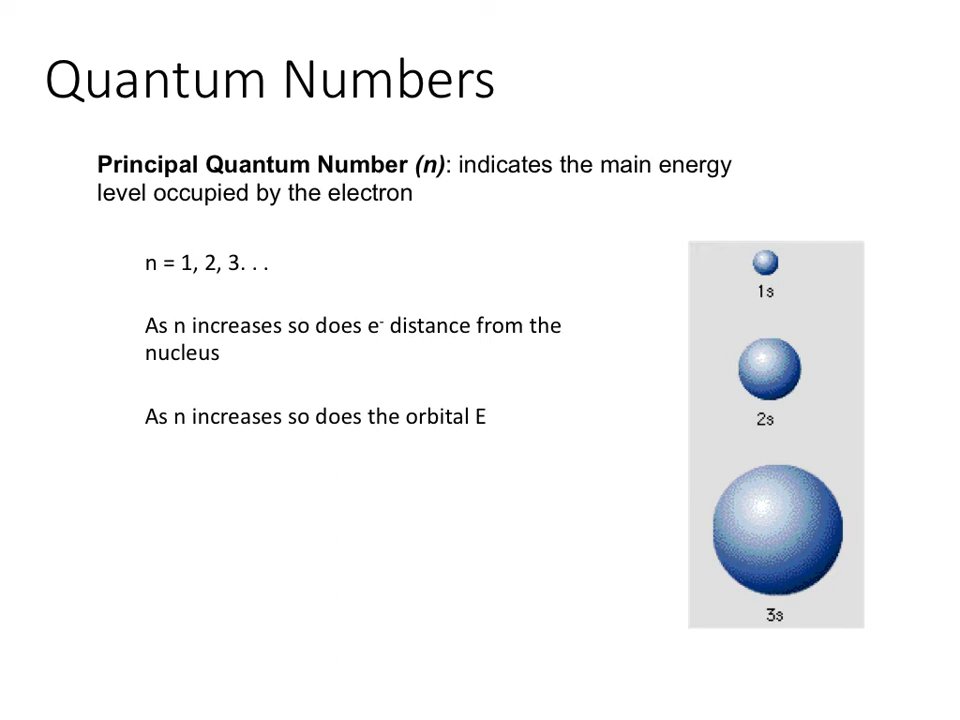 Quantum Numbers
Principal Quantum Number (n): indicates the main energy
level occupied by the electron
n = 1, 2, 3. . .
As n increases so does e- distance from the
nucleus
As n increases so does the orbital E
1s
2s
3s